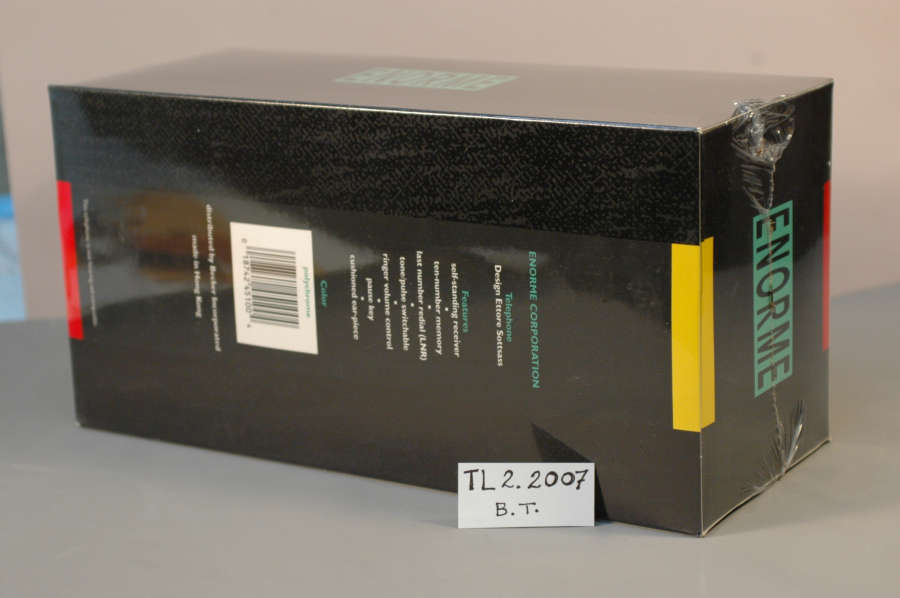 ENORME
ENORME
ENORME CORPORATION
Telephone
Design Ettore Sottsass
Features
self-standing receiver
•
ten-number memory
•
last number redial (LNR)
•
tone/pulse switchable
•
ringer volume control
•
pause key
•
cushioned ear-piece
Color
polychrome
distributed by Becker Incorporated
made in Hong Kong
TL 2. 2007
B.T.